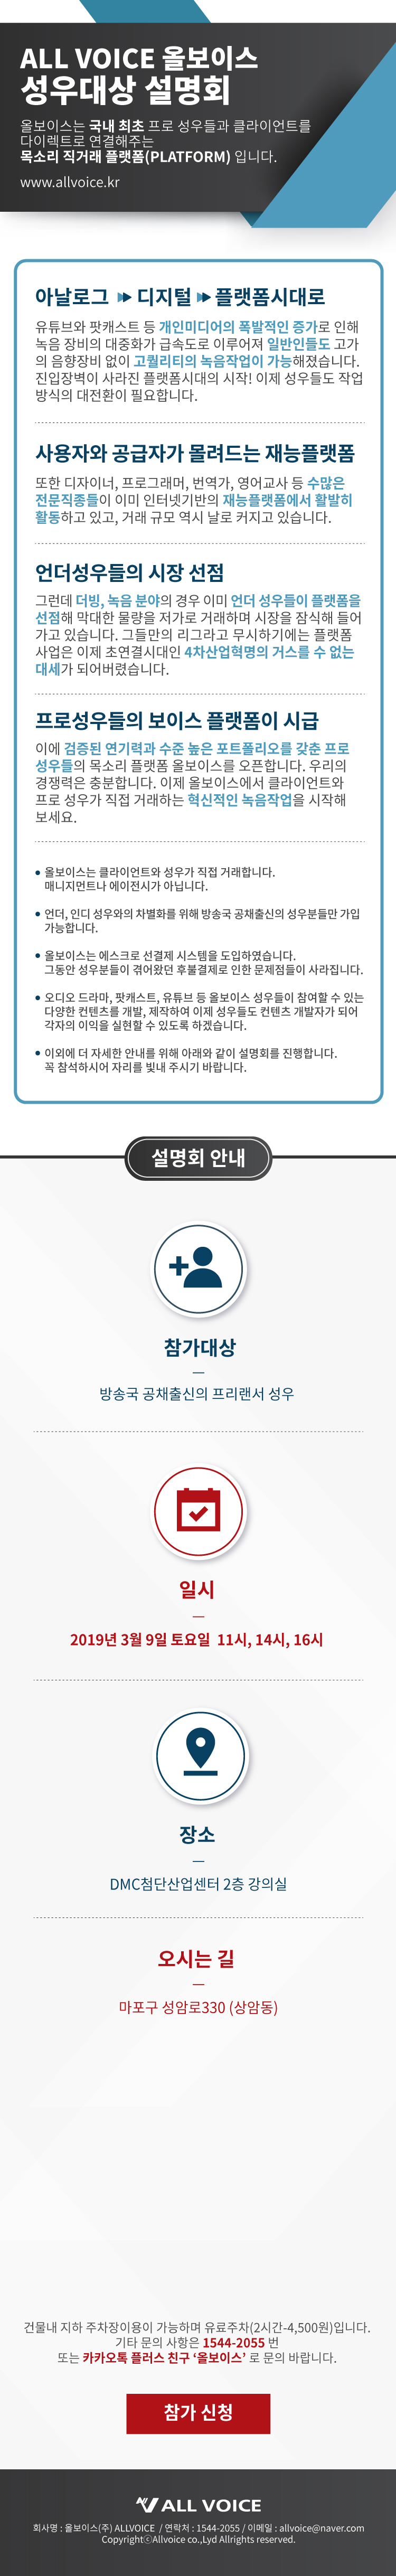 ALL VOICE 올보이스
성우대상 설명회
올보이스는 국내 최초 프로 성우들과 클라이언트를
다이렉트로 연결해주는
목소리 직거래 플랫폼(PLATFORM) 입니다.
www.allvoice.kr
아날로그 디지털 플랫폼시대로
유튜브와 팟캐스트 등 개인미디어의 폭발적인 증가로 인해
녹음 장비의 대중화가 급속도로 이루어져 일반인들도 고가
의 음향장비 없이 고퀄리티의 녹음작업이 가능해졌습니다.
진입장벽이 사라진 플랫폼시대의 시작! 이제 성우들도 작업
방식의 대전환이 필요합니다.
사용자와 공급자가 몰려드는 재능플랫폼
또한 디자이너, 프로그래머, 번역가, 영어교사 등 수많은
전문직종들이 이미 인터넷기반의 재능플랫폼에서 활발히
활동하고 있고, 거래 규모 역시 날로 커지고 있습니다.
언더성우들의 시장 선점
그런데 더빙, 녹음 분야의 경우 이미 언더 성우들이 플랫폼을
선점해 막대한 물량을 저가로 거래하며 시장을 잠식해 들어
가고 있습니다. 그들만의 리그라고 무시하기에는 플랫폼
사업은 이제 초연결시대인 4차산업혁명의 거스를 수 없는
대세가 되어버렸습니다.
프로성우들의 보이스 플랫폼이 시급
이에 검증된 연기력과 수준 높은 포트폴리오를 갖춘 프로
성우들의 목소리 플랫폼 올보이스를 오픈합니다. 우리의
경쟁력은 충분합니다. 이제 올보이스에서 클라이언트와
프로 성우가 직접 거래하는 혁신적인 녹음작업을 시작해
보세요.
• 올보이스는 클라이언트와 성우가 직접 거래합니다.
매니지먼트나 에이전시가 아닙니다.
• 언더, 인디 성우와의 차별화를 위해 방송국 공채출신의 성우분들만 가입
가능합니다.
• 올보이스는 에스크로 선결제 시스템을 도입하였습니다.
그동안 성우분들이 겪어왔던 후불결제로 인한 문제점들이 사라집니다.
• 오디오 드라마, 팟캐스트, 유튜브 등 올보이스 성우들이 참여할 수 있는
다양한 컨텐츠를 개발, 제작하여 이제 성우들도 컨텐츠 개발자가 되어
각자의 이익을 실현할 수 있도록 하겠습니다.
• 이외에 더 자세한 안내를 위해 아래와 같이 설명회를 진행합니다.
꼭 참석하시어 자리를 빛내 주시기 바랍니다.
설명회 안내
참가대상
방송국 공채출신의 프리랜서 성우
일시
2019년 3월 9일 토요일 11시, 14시, 16시
장소
DMC첨단산업센터 2층 강의실
오시는 길
마포구 성암로330 (상암동)
건물내 지하 주차장이용이 가능하며 유료주차(2시간-4,500원)입니다.
기타 문의 사항은 1544-2055 번
또는 카카오톡 플러스 친구 ‘올보이스’ 로 문의 바랍니다.
참가 신청
ALL VOICE
회사명 : 올보이스(주) ALLVOICE / 연락처 : 1544-2055 / 이메일 : allvoice@naver.com
CopyrightⓒAllvoice co.,Lyd Allrights reserved.